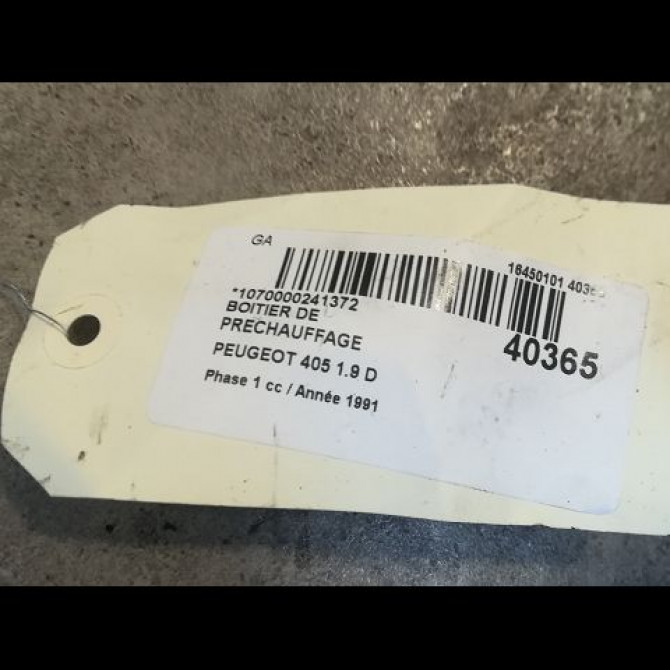 GA
16450101 40365
*1070000241372
BOITIER DE
PRECHAUFFAGE
40365
PEUGEOT 405 1.9 D
Phase 1 cc / Année 1991